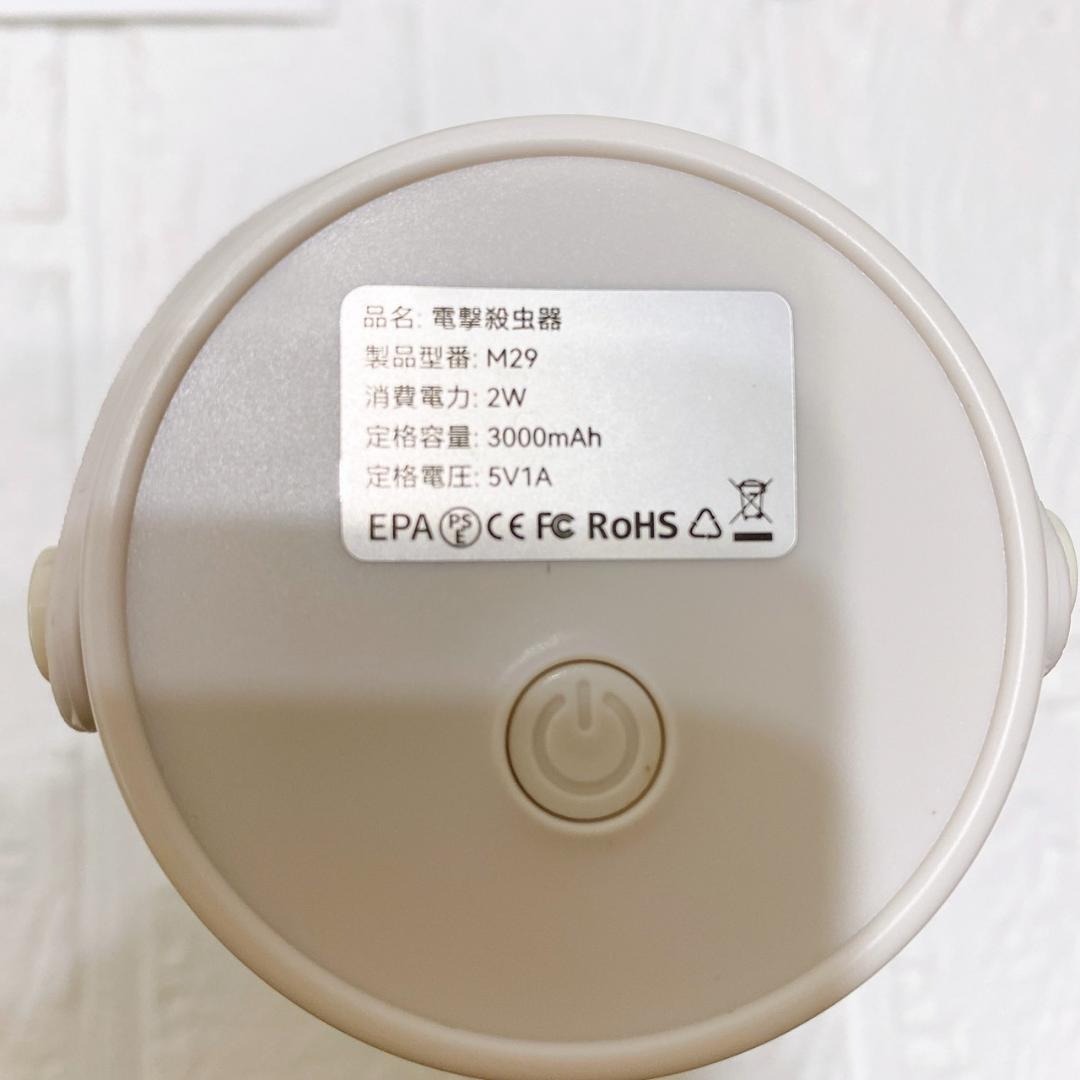 品名: 電撃殺虫器
製品型番: M29
消費電力: 2W
定格容量: 3000mAh
定格電圧: 5V1A
EPA PSE CE FC RoHS